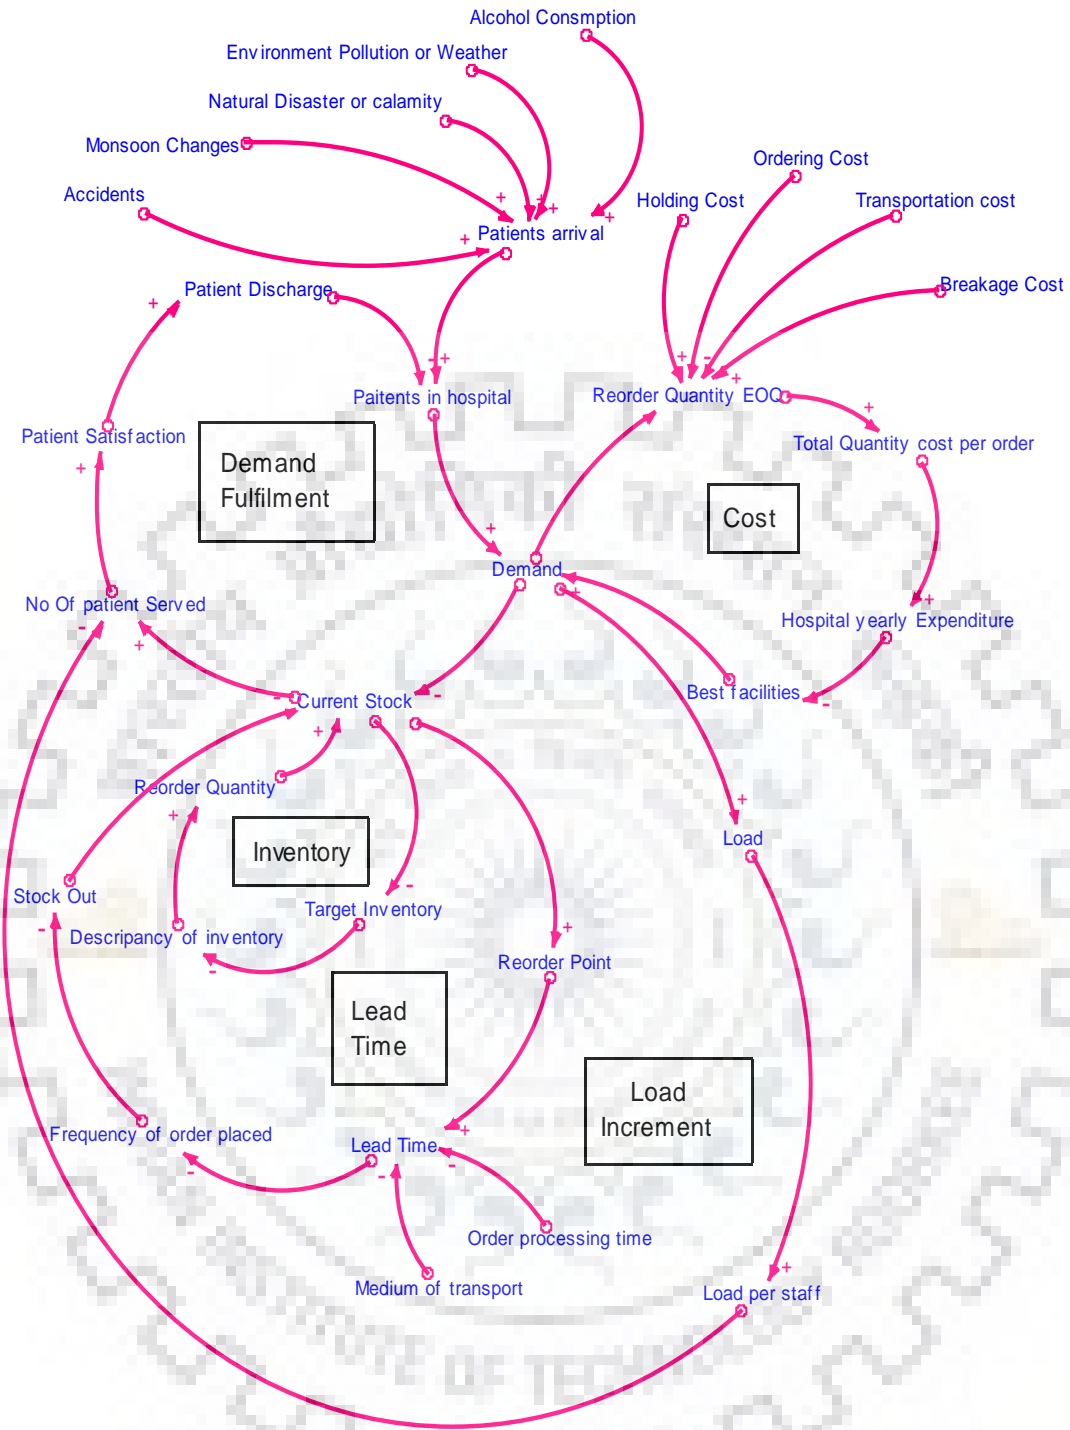 Alcohol Consmption
Environment Pollution or Weather
Natural Disaster or calamity
Monsoon Changes
Ordering Cost
Accidents
Holding Cost
Transportation cost
Patients arrival
Patient Discharge
Breakage Cost
Paitents in hospital
Reorder Quantity EOQ
Patient Satisfaction
Total Quantity cost per order
Demand
Fulfilment
Cost
Demand
No Of patient Served
Hospital yearly Expenditure
Best facilities
Current Stock
Reorder Quantity
Load
Inventory
Stock Out
Target Inventory
Descripancy of inventory
Reorder Point
Lead
Time
Load
Increment
Frequency of order placed
Lead Time
Order processing time
Medium of transport
Load per staff